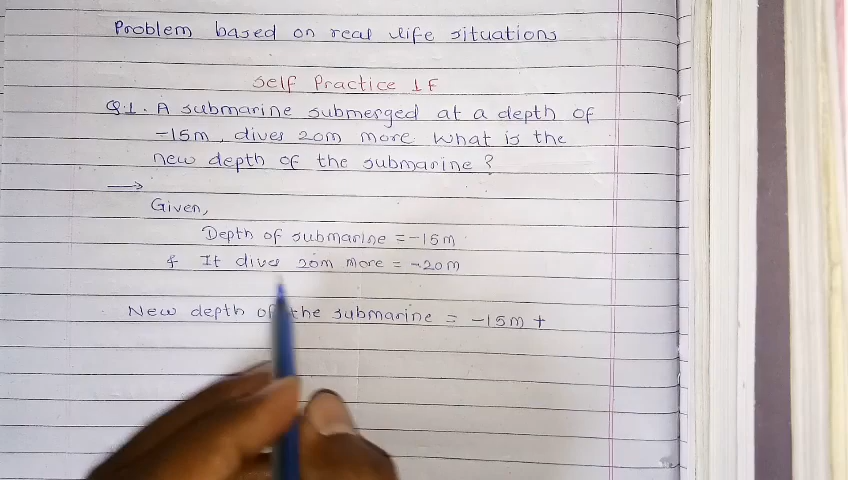 Problem based on real life situations
Self Practice 1F
Q.1. A submarine submerged at a depth of
-15m, dives 20m more. What is the
new depth of the submarine?
Given,
Depth of submarine = -15m
& It dives 20m more = -20m
New depth of the submarine = -15m +